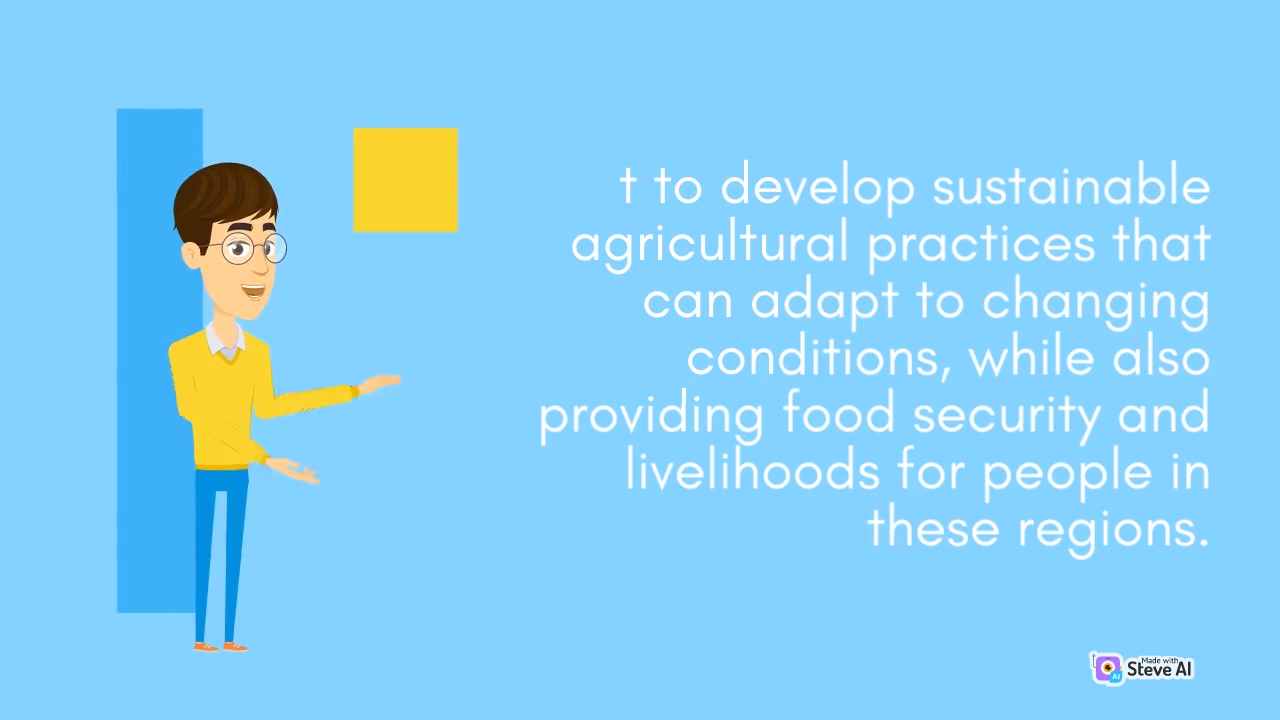 t to develop sustainable
agricultural practices that
can adapt to changing
conditions, while also
providing food security and
livelihoods for people in
these regions.
Made with
Steve AI
AI